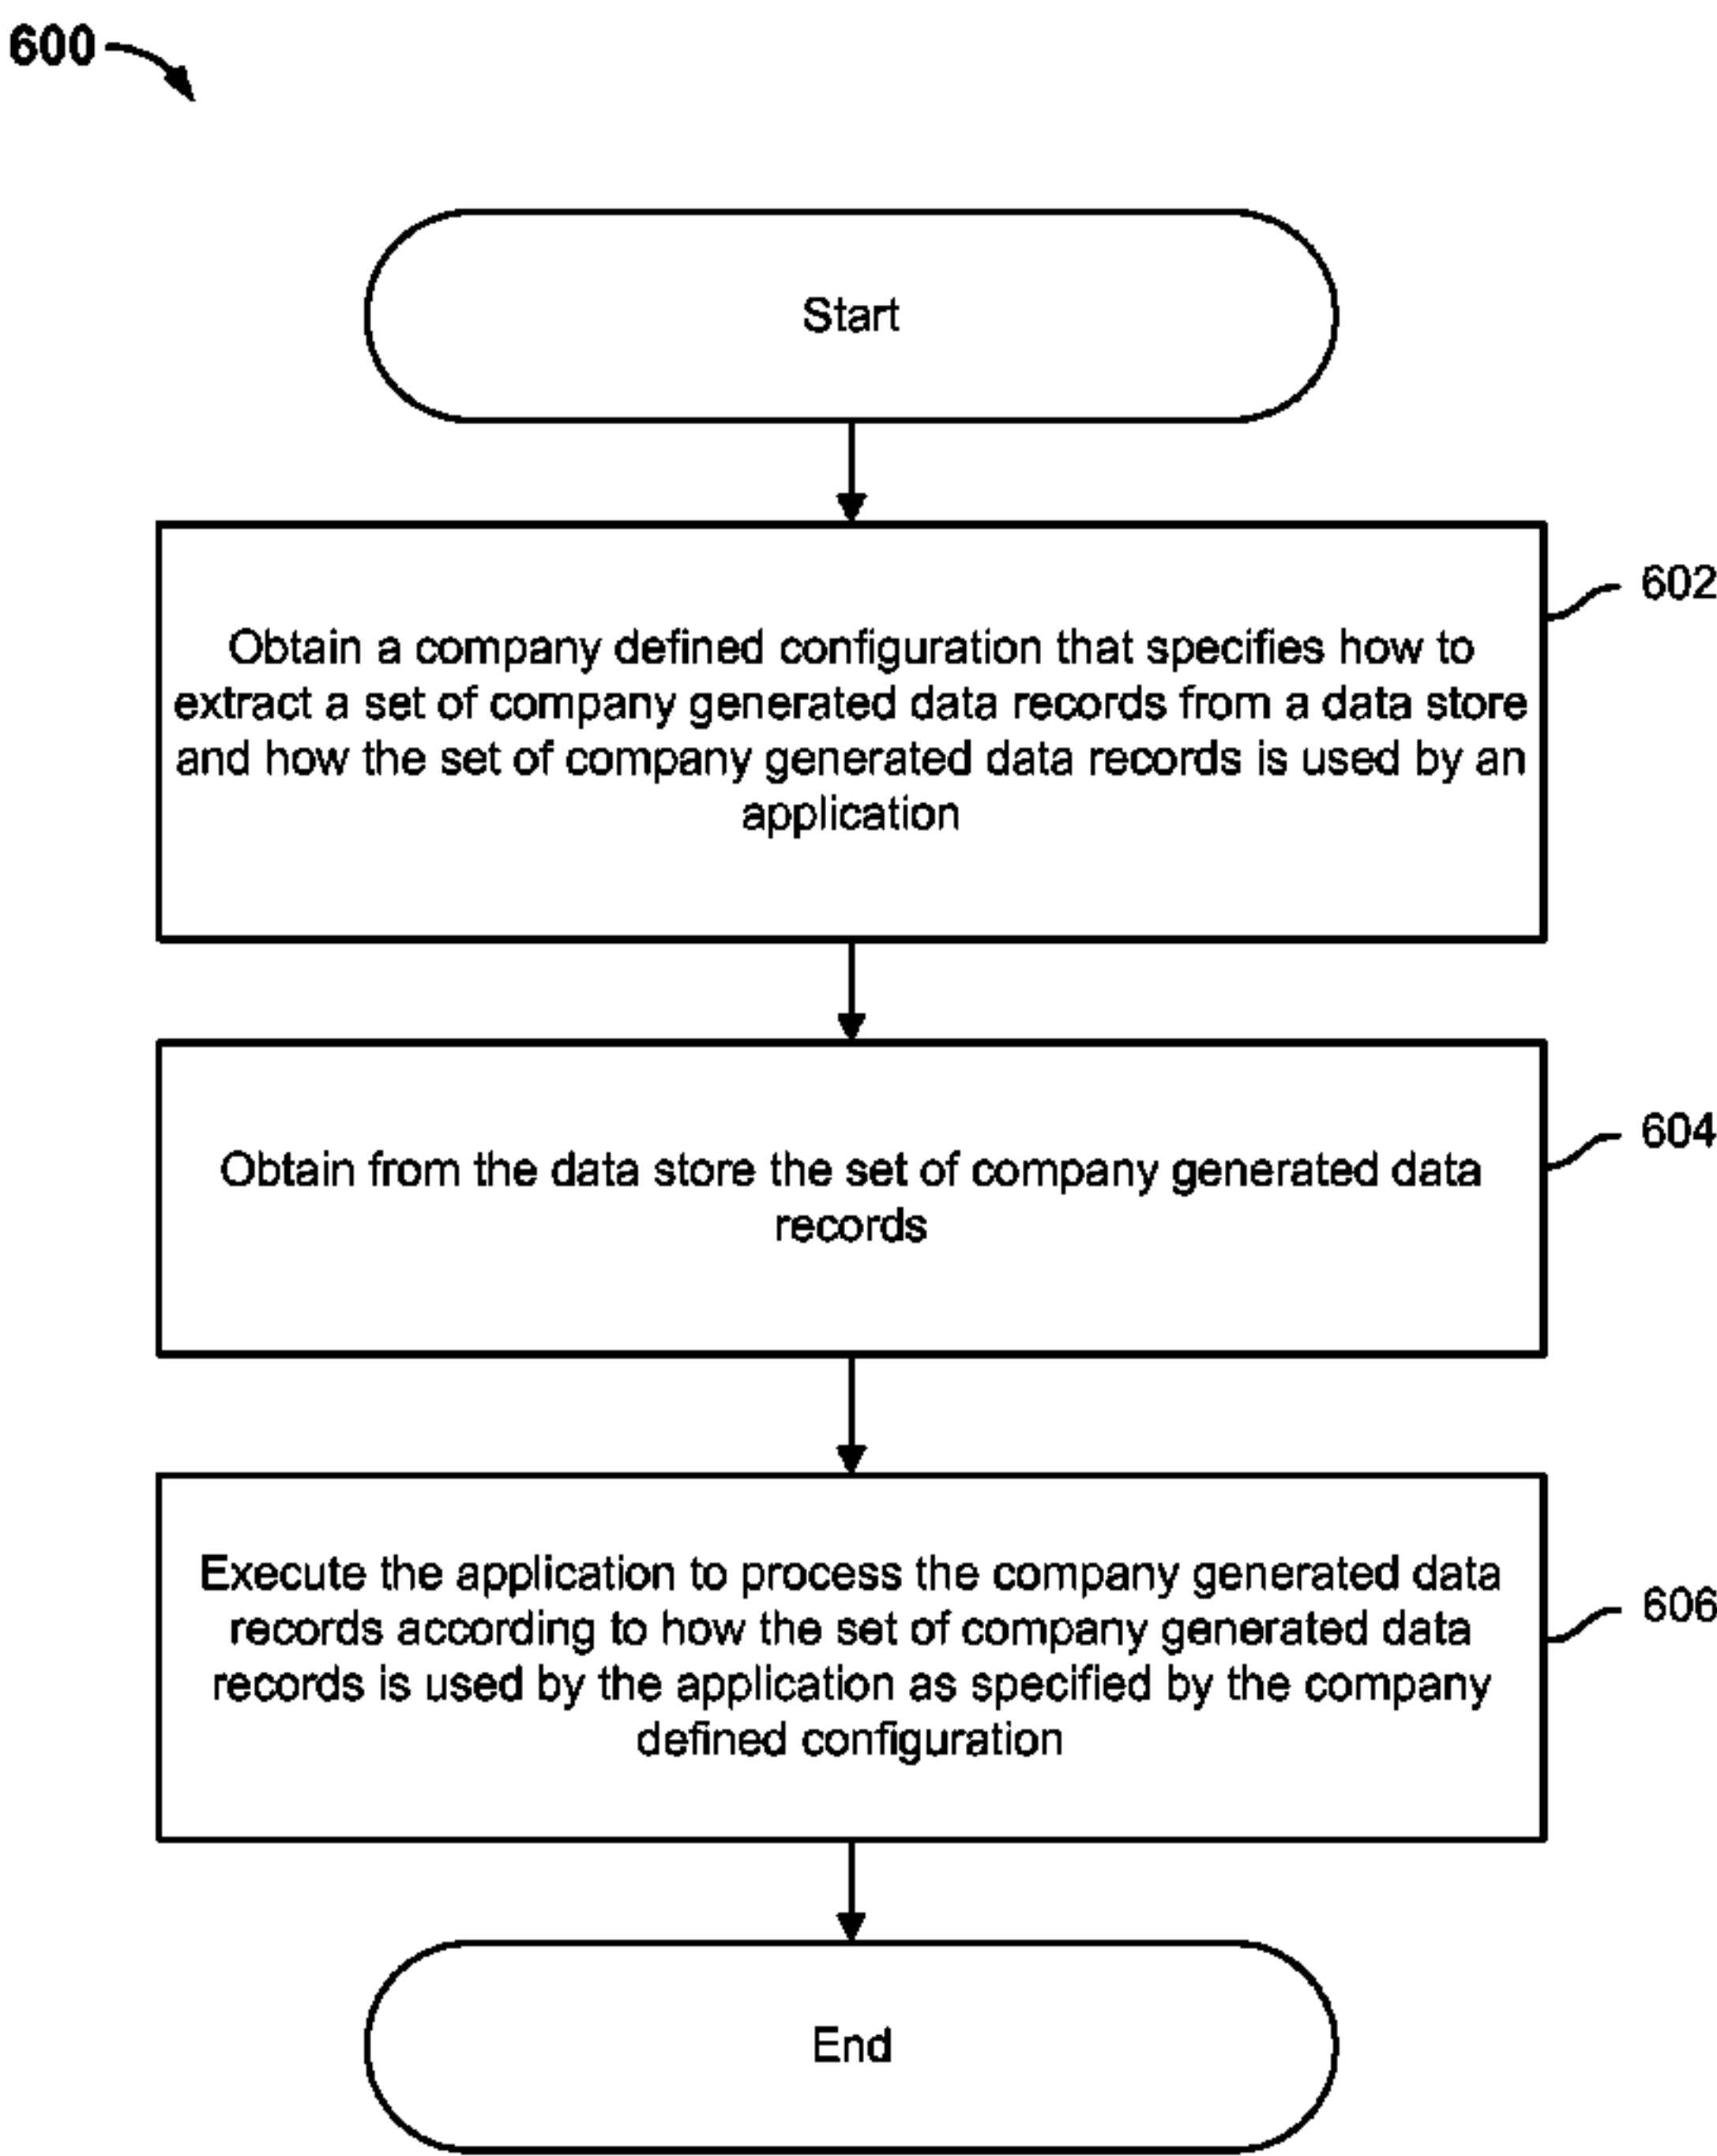 600
Start
602
Obtain a company defined configuration that specifies how to
extract a set of company generated data records from a data store
and how the set of company generated data records is used by an
application
604
Obtain from the data store the set of company generated data
records
Execute the application to process the company generated data
606
records according to how the set of company generated data
records is used by the application as specified by the company
defined configuration
End